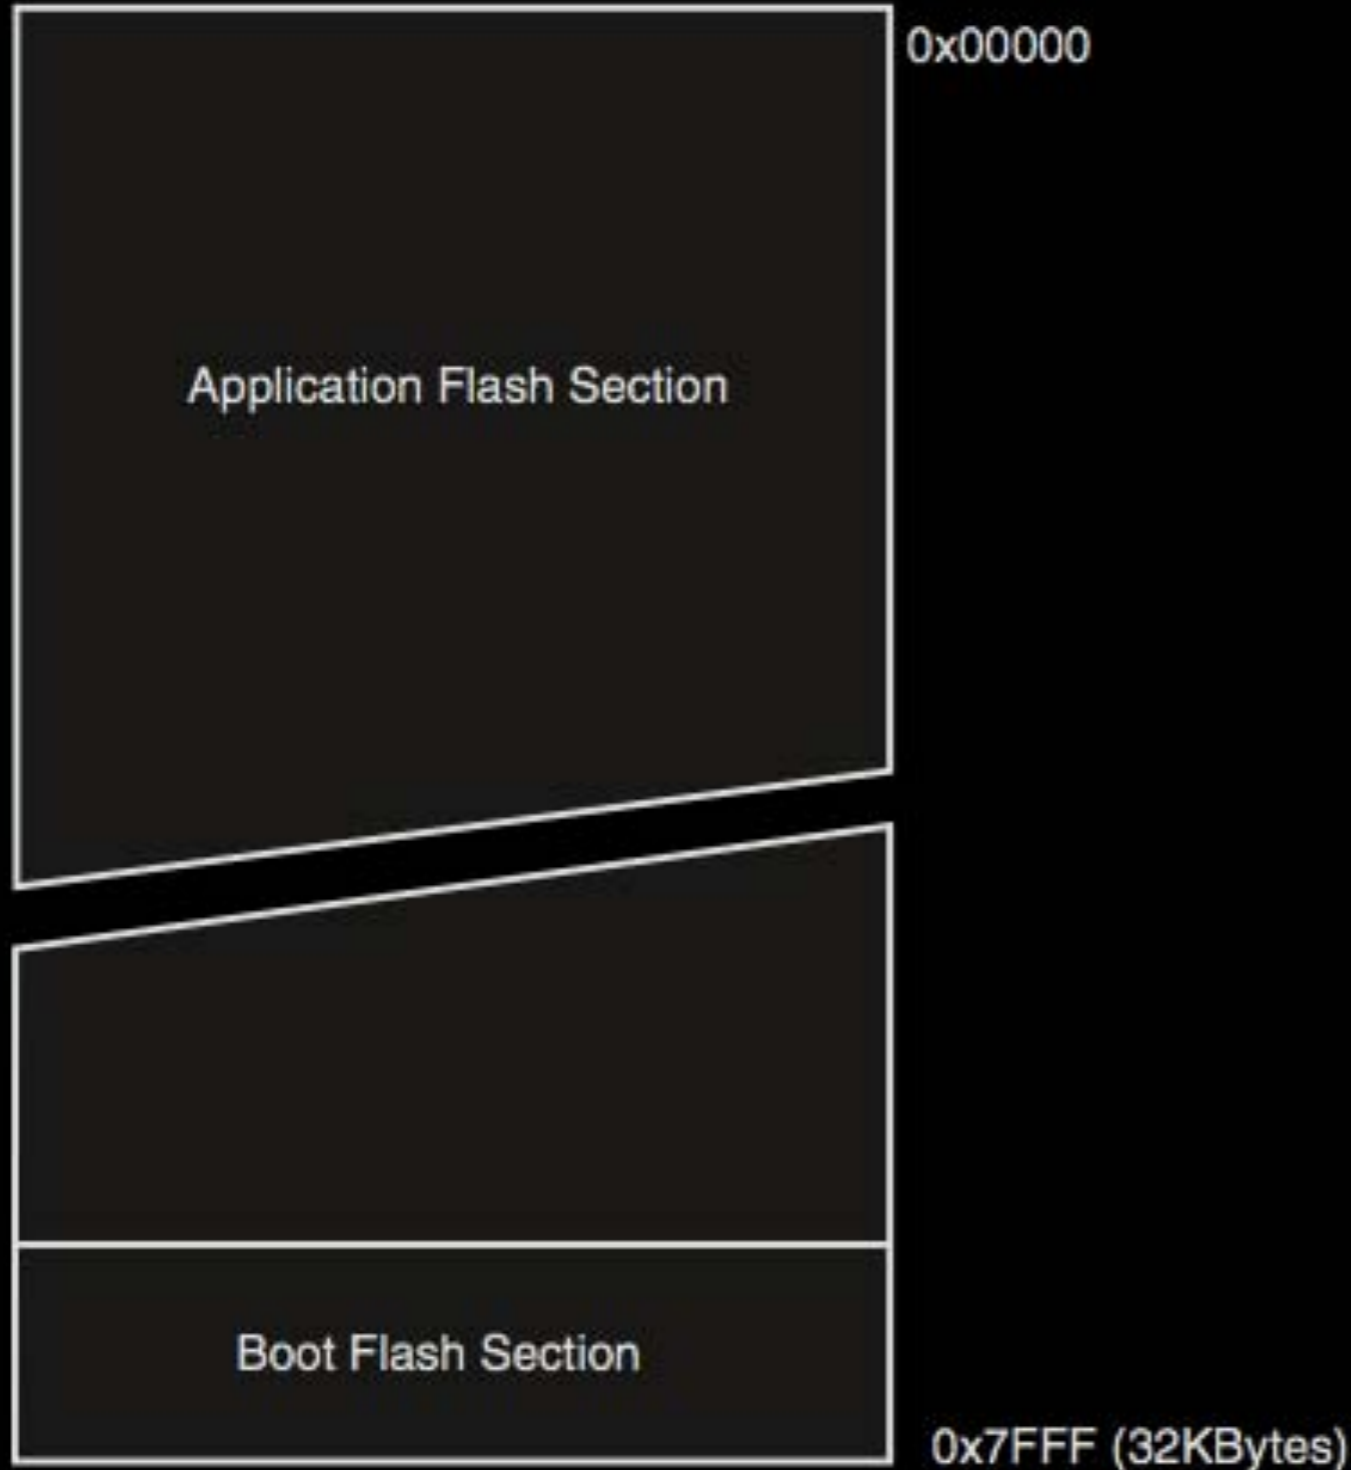 0x00000
Application Flash Section
Boot Flash Section
0x7FFF (32KBytes)